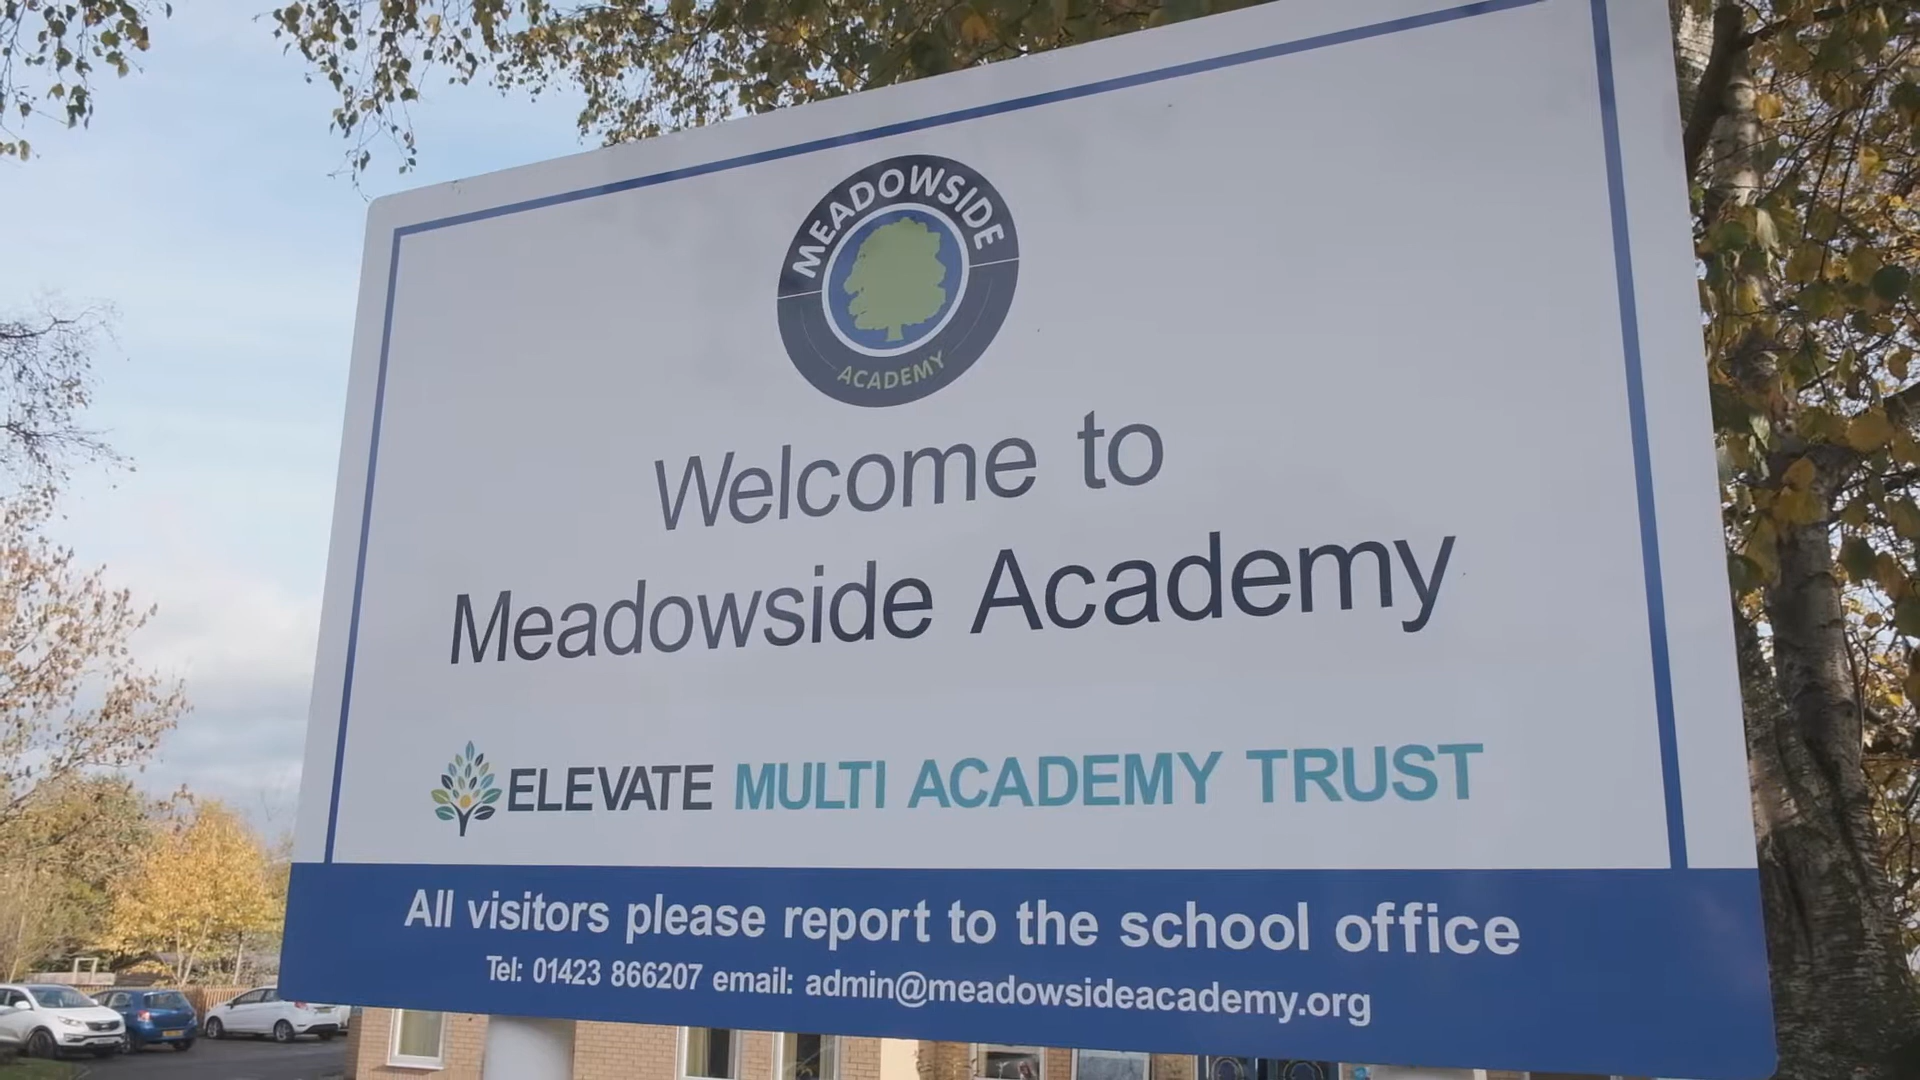 MEADOWSIDE
ACADEMY
Welcome to
Meadowside Academy
ELEVATE MULTI ACADEMY TRUST
All visitors please report to the school office
Tel: 01423 866207 email: admin@meadowsideacademy.org